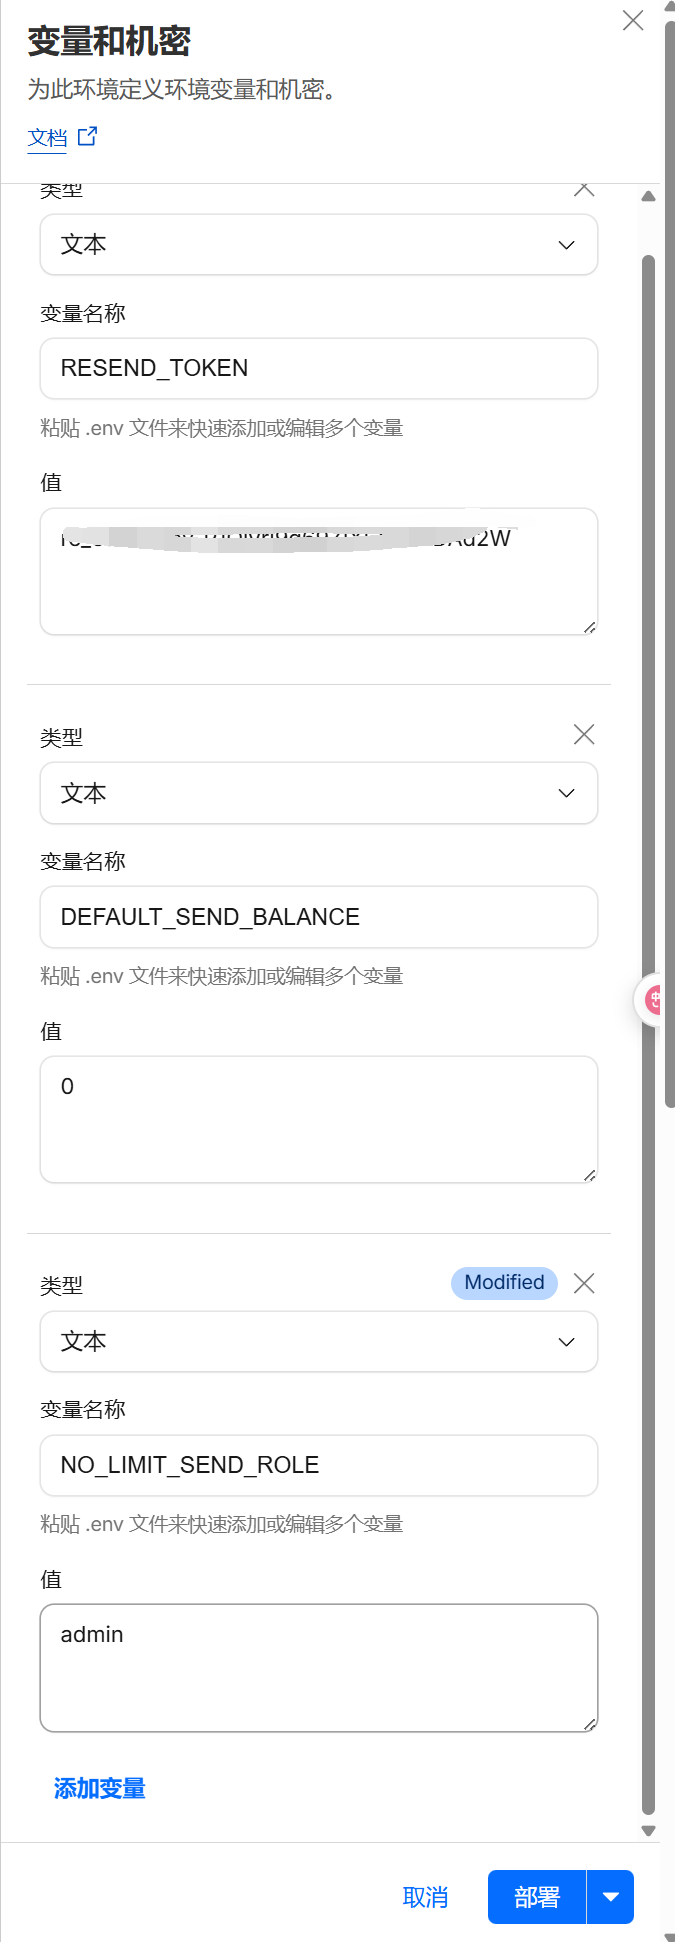 变量和机密
为此环境定义环境变量和机密。
文档
类型
文本
变量名称
RESEND_TOKEN
粘贴 .env 文件来快速添加或编辑多个变量
值
类型
文本
变量名称
DEFAULT_SEND_BALANCE
粘贴 .env 文件来快速添加或编辑多个变量
值
0
类型
Modified
文本
变量名称
NO_LIMIT_SEND_ROLE
粘贴 .env 文件来快速添加或编辑多个变量
值
admin
添加变量
取消
部署